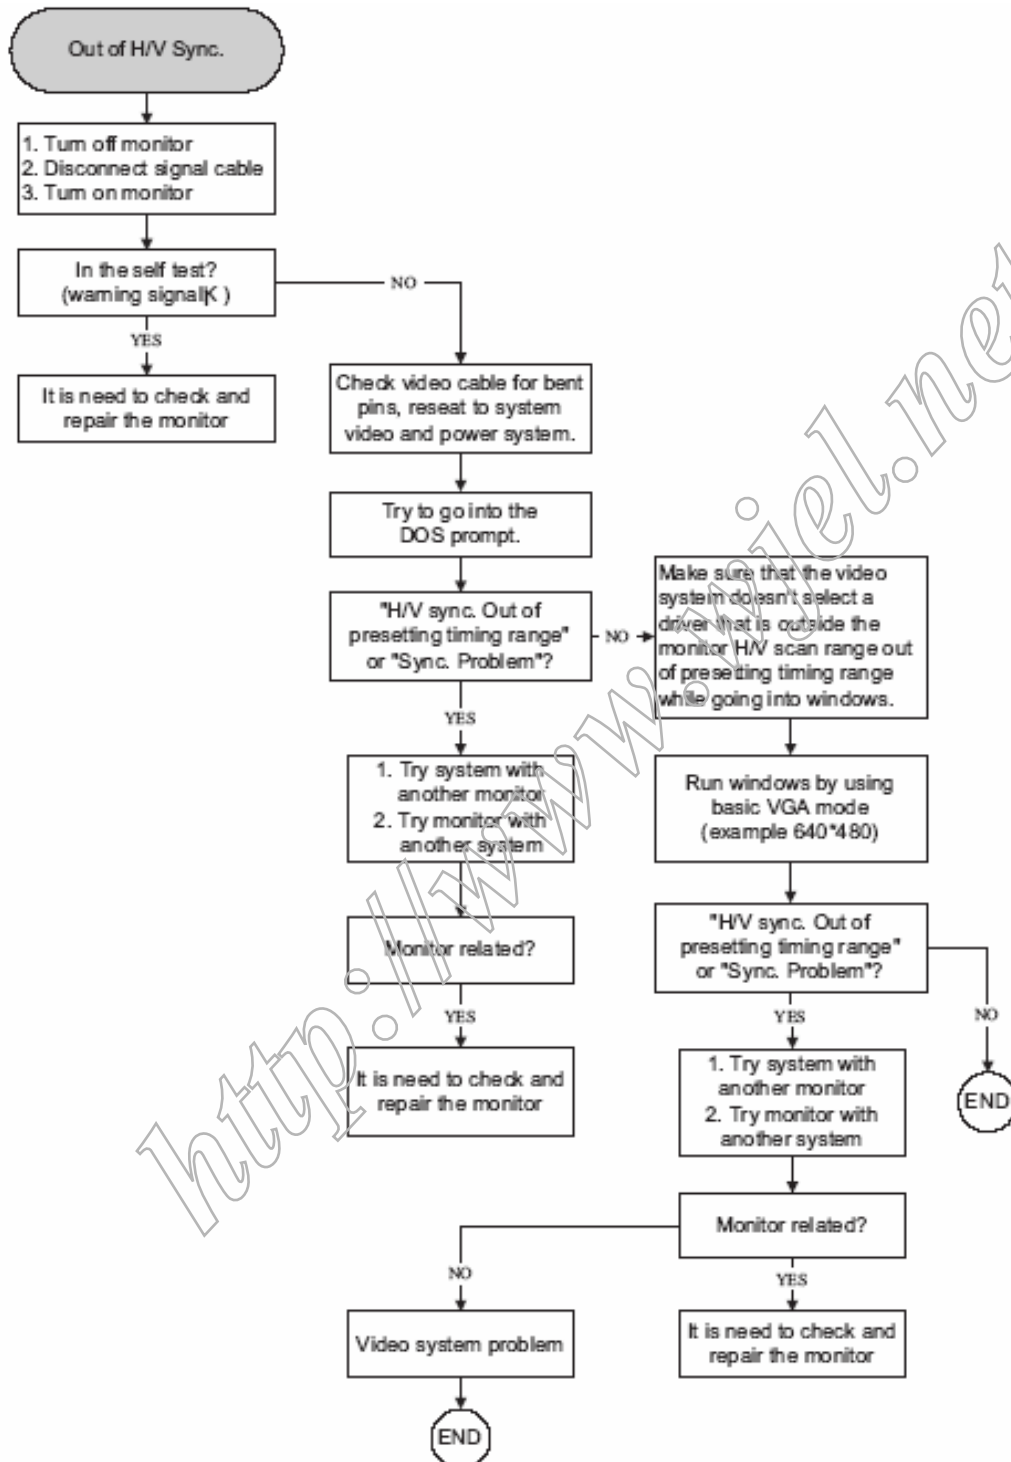 Out of H/V Sync.
1. Turn off monitor
2. Disconnect signal cable
3. Turn on monitor
In the self test?
(warning signal|K )
NO
YES
It is need to check and
repair the monitor
Check video cable for bent
pins, reseat to system
video and power system.
Try to go into the
DOS prompt.
"H/V sync. Out of
presetting timing range"
or "Sync. Problem"?
NO
Make sure that the video
system doesn't select a
driver that is outside the
monitor H/V scan range out
of presetting timing range
while going into windows.
YES
1. Try system with
another monitor
2. Try monitor with
another system
Run windows by using
basic VGA mode
(example 640*480)
Monitor related?
"H/V sync. Out of
presetting timing range"
or "Sync. Problem"?
YES
YES
NO
It is need to check and
repair the monitor
1. Try system with
another monitor
2. Try monitor with
another system
END
Monitor related?
NO
YES
Video system problem
It is need to check and
repair the monitor
END
http://www.wjel.net